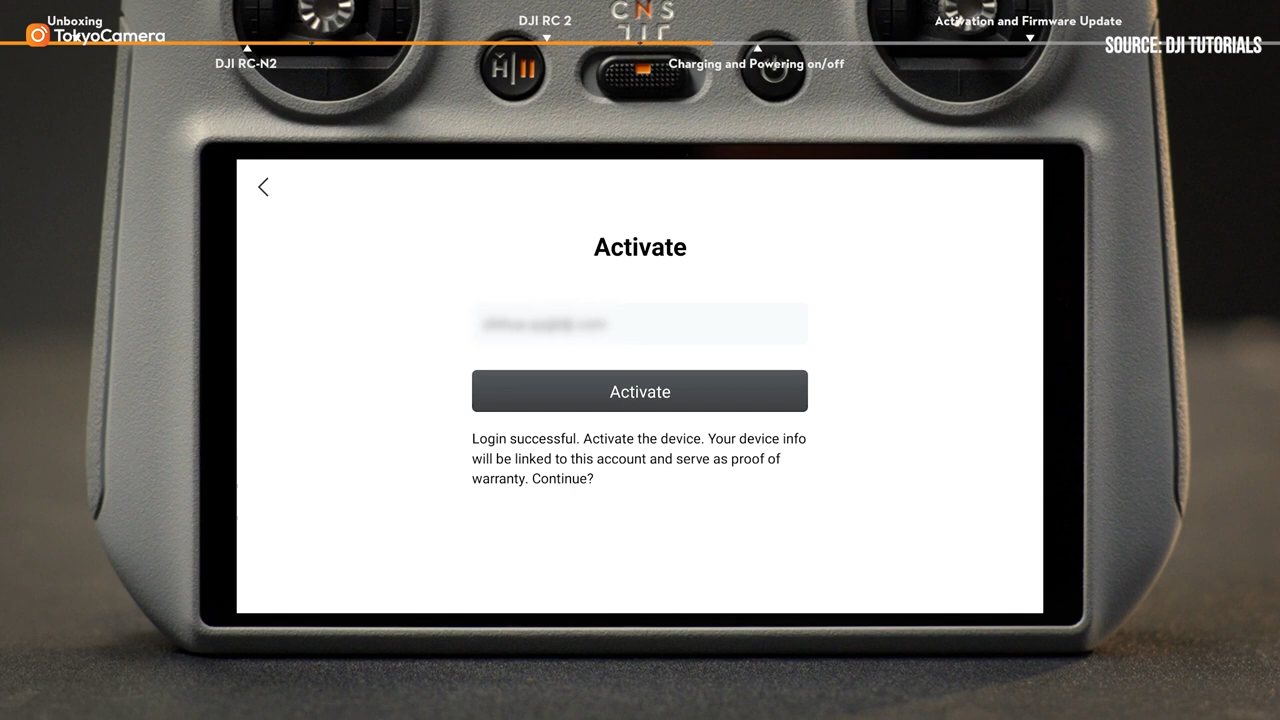 Unboxing
DJI RC 2
Activation and Firmware Update
TokyoCamera
SOURCE: DJI TUTORIALS
DJI RC-N2
Charging and Powering on/off
C N S
H
Activate
Activate
Login successful. Activate the device. Your device info
will be linked to this account and serve as proof of
warranty. Continue?